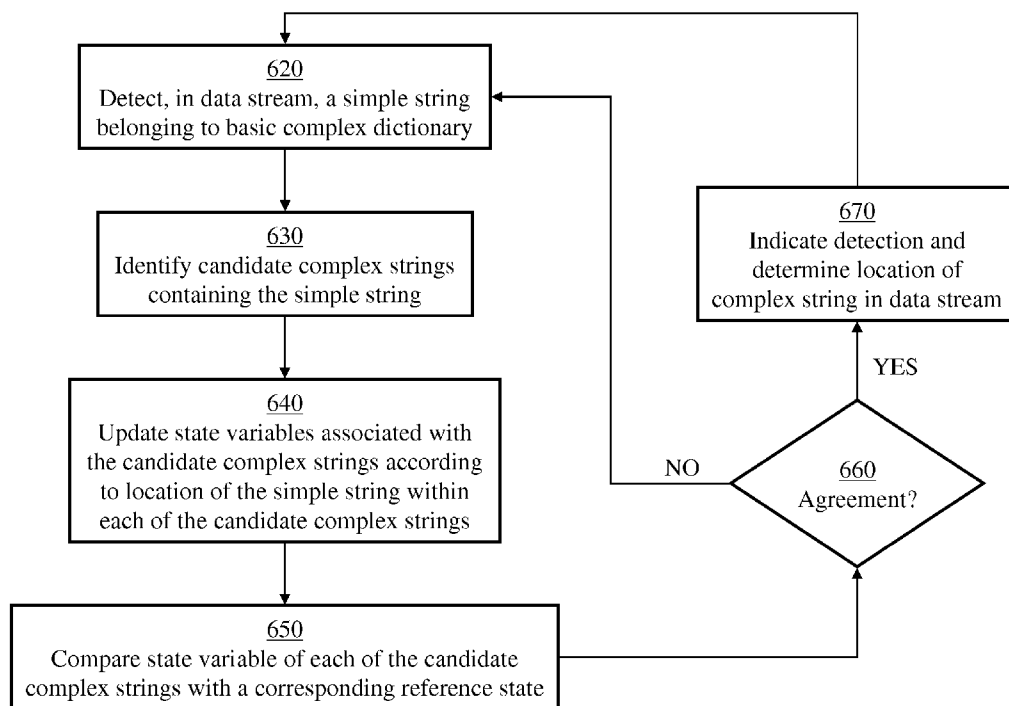 620
Detect, in data stream, a simple string
belonging to basic complex dictionary
630
Identify candidate complex strings
containing the simple string
640
Update state variables associated with
the candidate complex strings according
to location of the simple string within
each of the candidate complex strings
650
Compare state variable of each of the candidate
complex strings with a corresponding reference state
660
Agreement?
NO
YES
670
Indicate detection and
determine location of
complex string in data stream